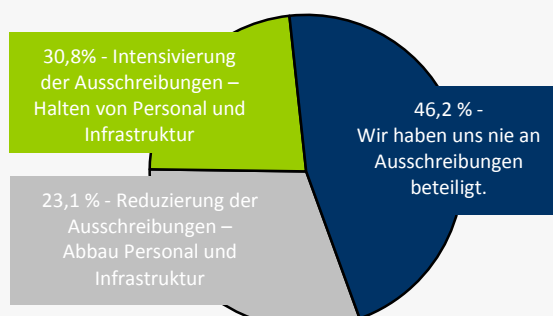 30,8% - Intensivierung
der Ausschreibungen –
Halten von Personal und
Infrastruktur
46,2 % -
Wir haben uns nie an
Ausschreibungen
beteiligt.
23,1 % - Reduzierung der
Ausschreibungen –
Abbau Personal und
Infrastruktur